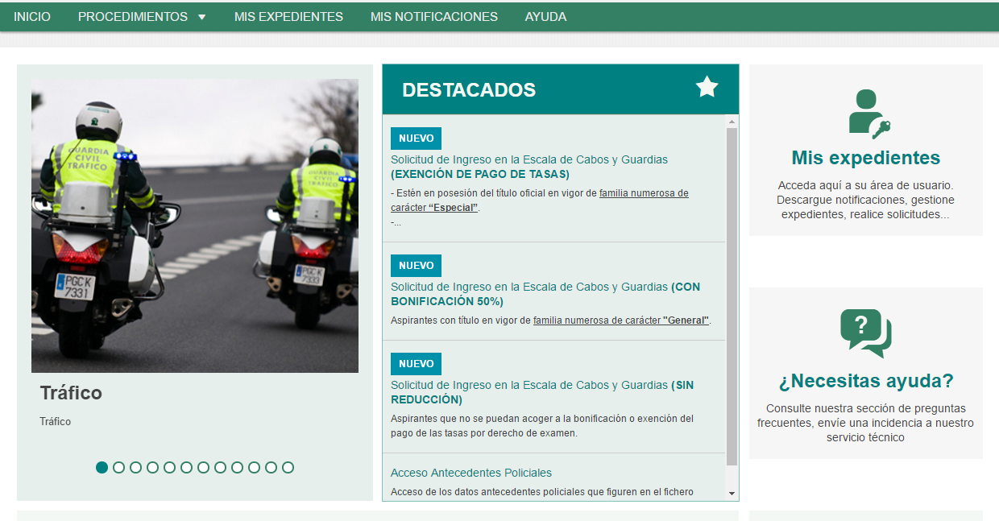 INICIO PROCEDIMIENTOS MIS EXPEDIENTES MIS NOTIFICACIONES AYUDA
GUARDIA
CIVIL
TRAFICO
GUARDIA
CIVIL
TRAFICO
PGC K
7331
PGC K
7333
Tráfico
Tráfico
DESTACADOS
NUEVO
Solicitud de Ingreso en la Escala de Cabos y Guardias
(EXENCIÓN DE PAGO DE TASAS)
- Estén en posesión del título oficial en vigor de familia numerosa de
carácter “Especial”.
-...
NUEVO
Solicitud de Ingreso en la Escala de Cabos y Guardias (CON
BONIFICACIÓN 50%)
Aspirantes con título en vigor de familia numerosa de carácter "General".
NUEVO
Solicitud de Ingreso en la Escala de Cabos y Guardias (SIN
REDUCCIÓN)
Aspirantes que no se puedan acoger a la bonificación o exención del
pago de las tasas por derecho de examen.
Acceso Antecedentes Policiales
Acceso de los datos antecedentes policiales que figuren en el fichero
Mis expedientes
Acceda aquí a su área de usuario.
Descargue notificaciones, gestione
expedientes, realice solicitudes...
?
¿Necesitas ayuda?
Consulte nuestra sección de preguntas
frecuentes, envíe una incidencia a nuestro
servicio técnico